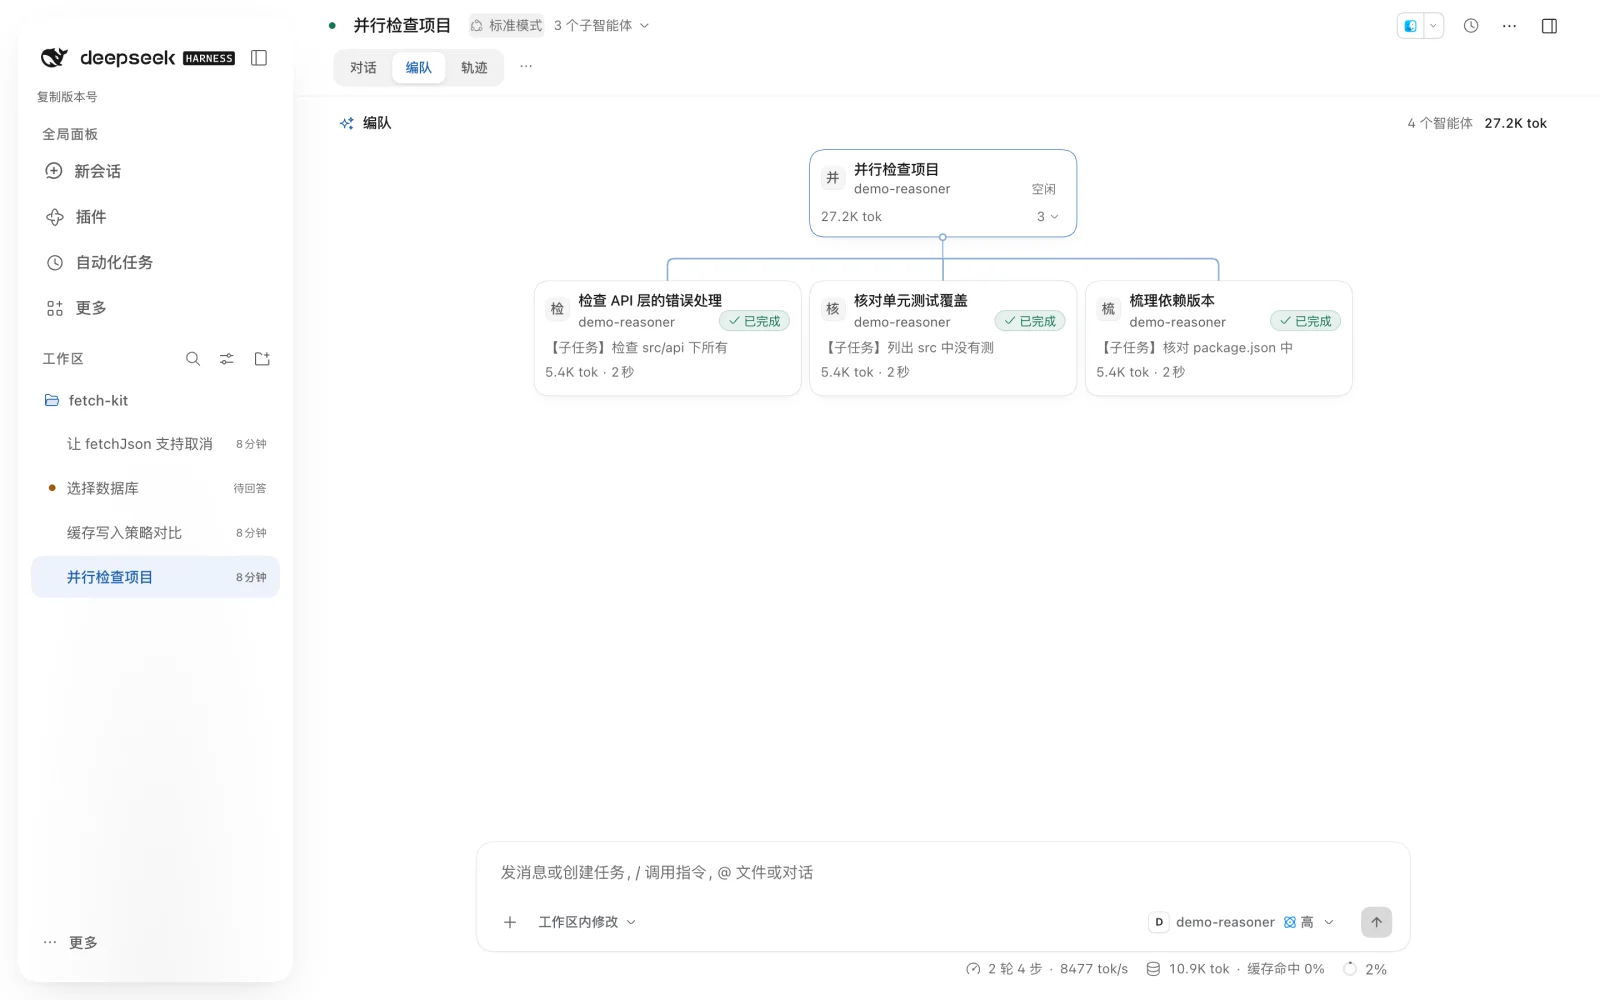 deepseek HARNESS
复制版本号
全局面板
新会话
插件
自动化任务
更多
工作区
fetch-kit
让 fetchJson 支持取消 8分钟
选择数据库 待回答
缓存写入策略对比 8分钟
并行检查项目 8分钟
更多
并行检查项目 标准模式 3 个子智能体
对话 编队 轨迹
编队
4 个智能体 27.2K tok
并 并行检查项目
demo-reasoner 空闲
27.2K tok 3
检 检查 API 层的错误处理
demo-reasoner 已完成
【子任务】检查 src/api 下所有
5.4K tok · 2秒
核 核对单元测试覆盖
demo-reasoner 已完成
【子任务】列出 src 中没有测
5.4K tok · 2秒
梳 梳理依赖版本
demo-reasoner 已完成
【子任务】核对 package.json 中
5.4K tok · 2秒
发消息或创建任务, / 调用指令, @ 文件或对话
工作区内修改 D demo-reasoner 高
2 轮 4 步 · 8477 tok/s 10.9K tok · 缓存命中 0% 2%